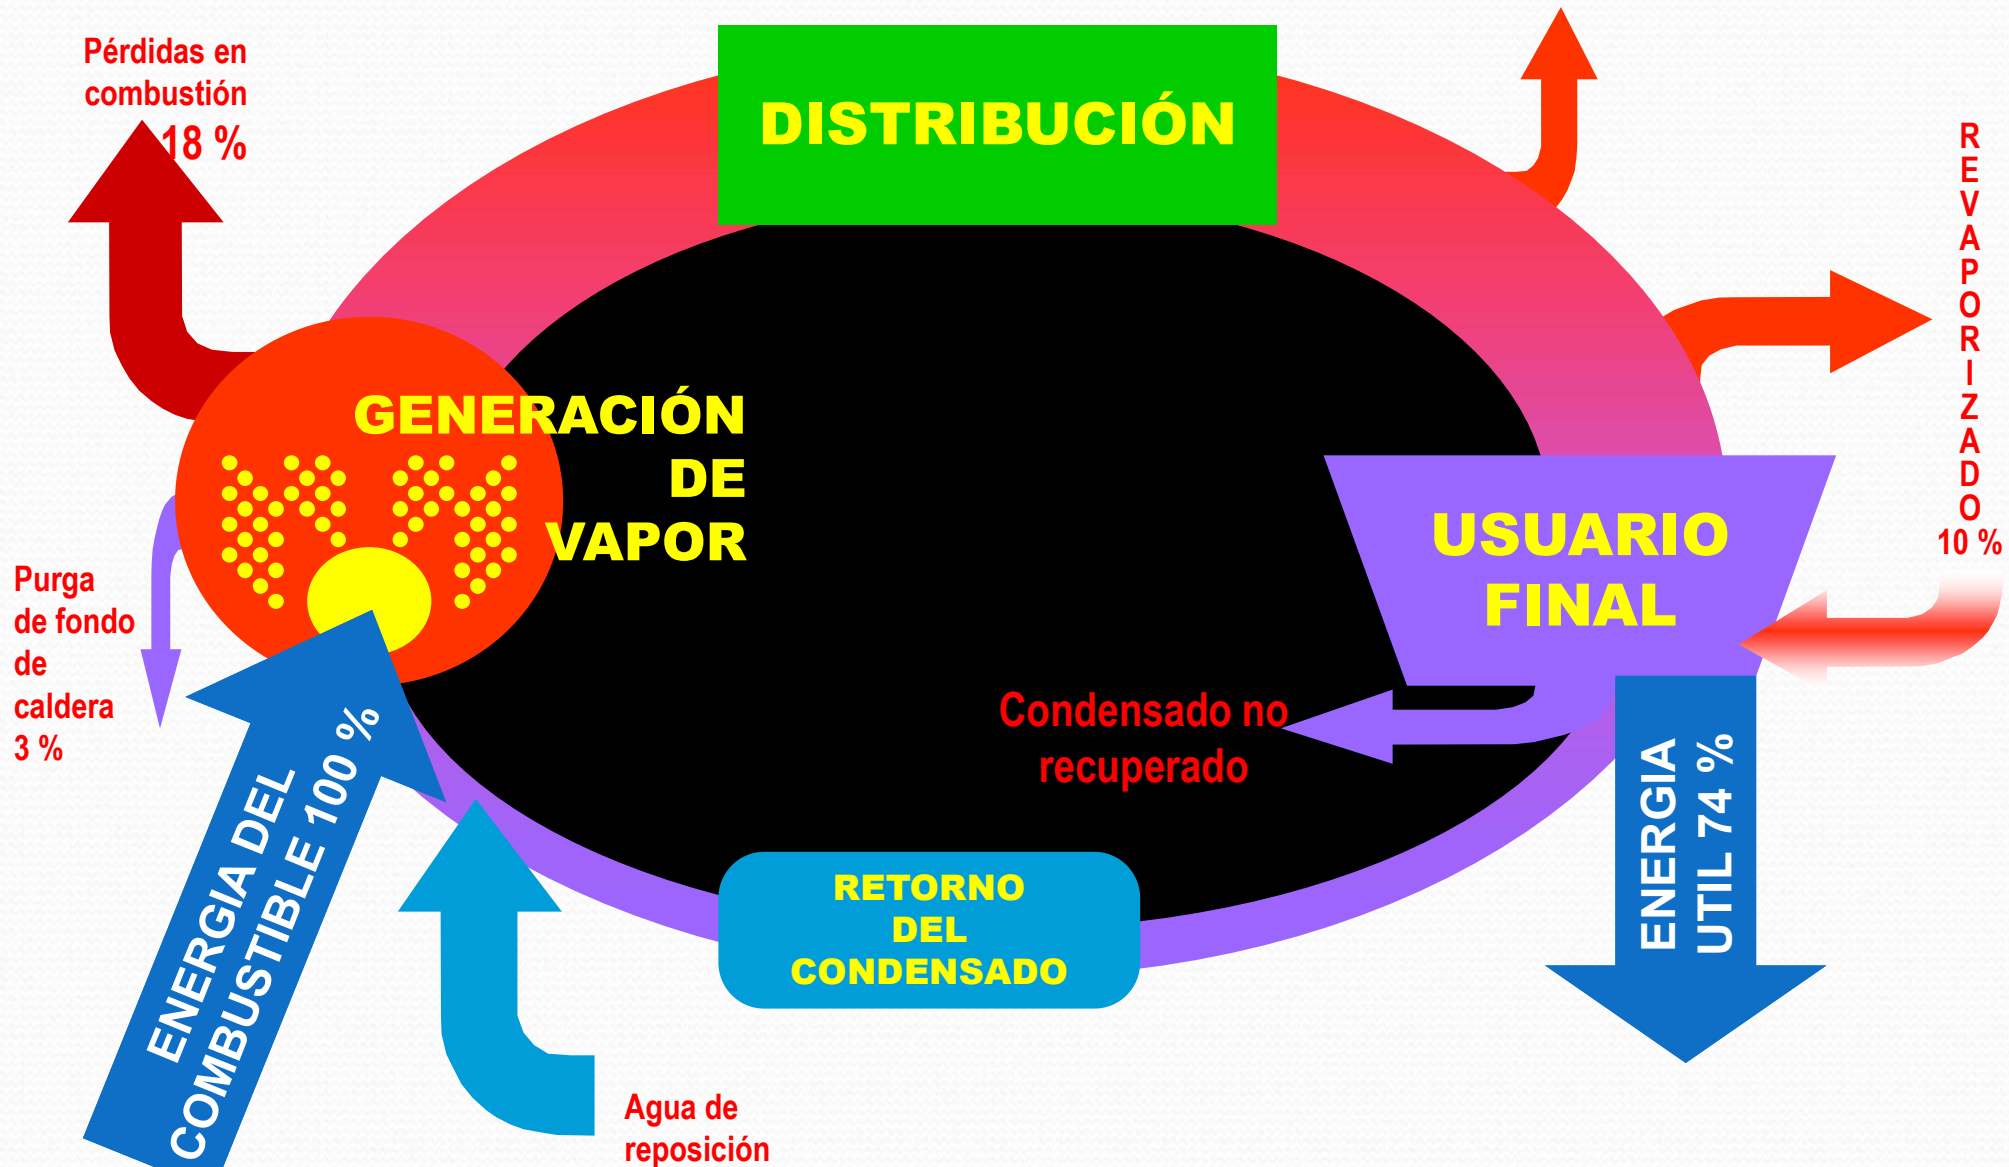 Pérdidas en
combustión
18 %
DISTRIBUCIÓN
R
E
V
A
P
O
R
I
Z
A
D
O
10 %
GENERACIÓN
DE
VAPOR
USUARIO
FINAL
Purga
de fondo
de
caldera
3 %
Condensado no
recuperado
ENERGIA DEL
COMBUSTIBLE 100 %
ENERGIA
UTIL 74 %
RETORNO
DEL
CONDENSADO
Agua de
reposición